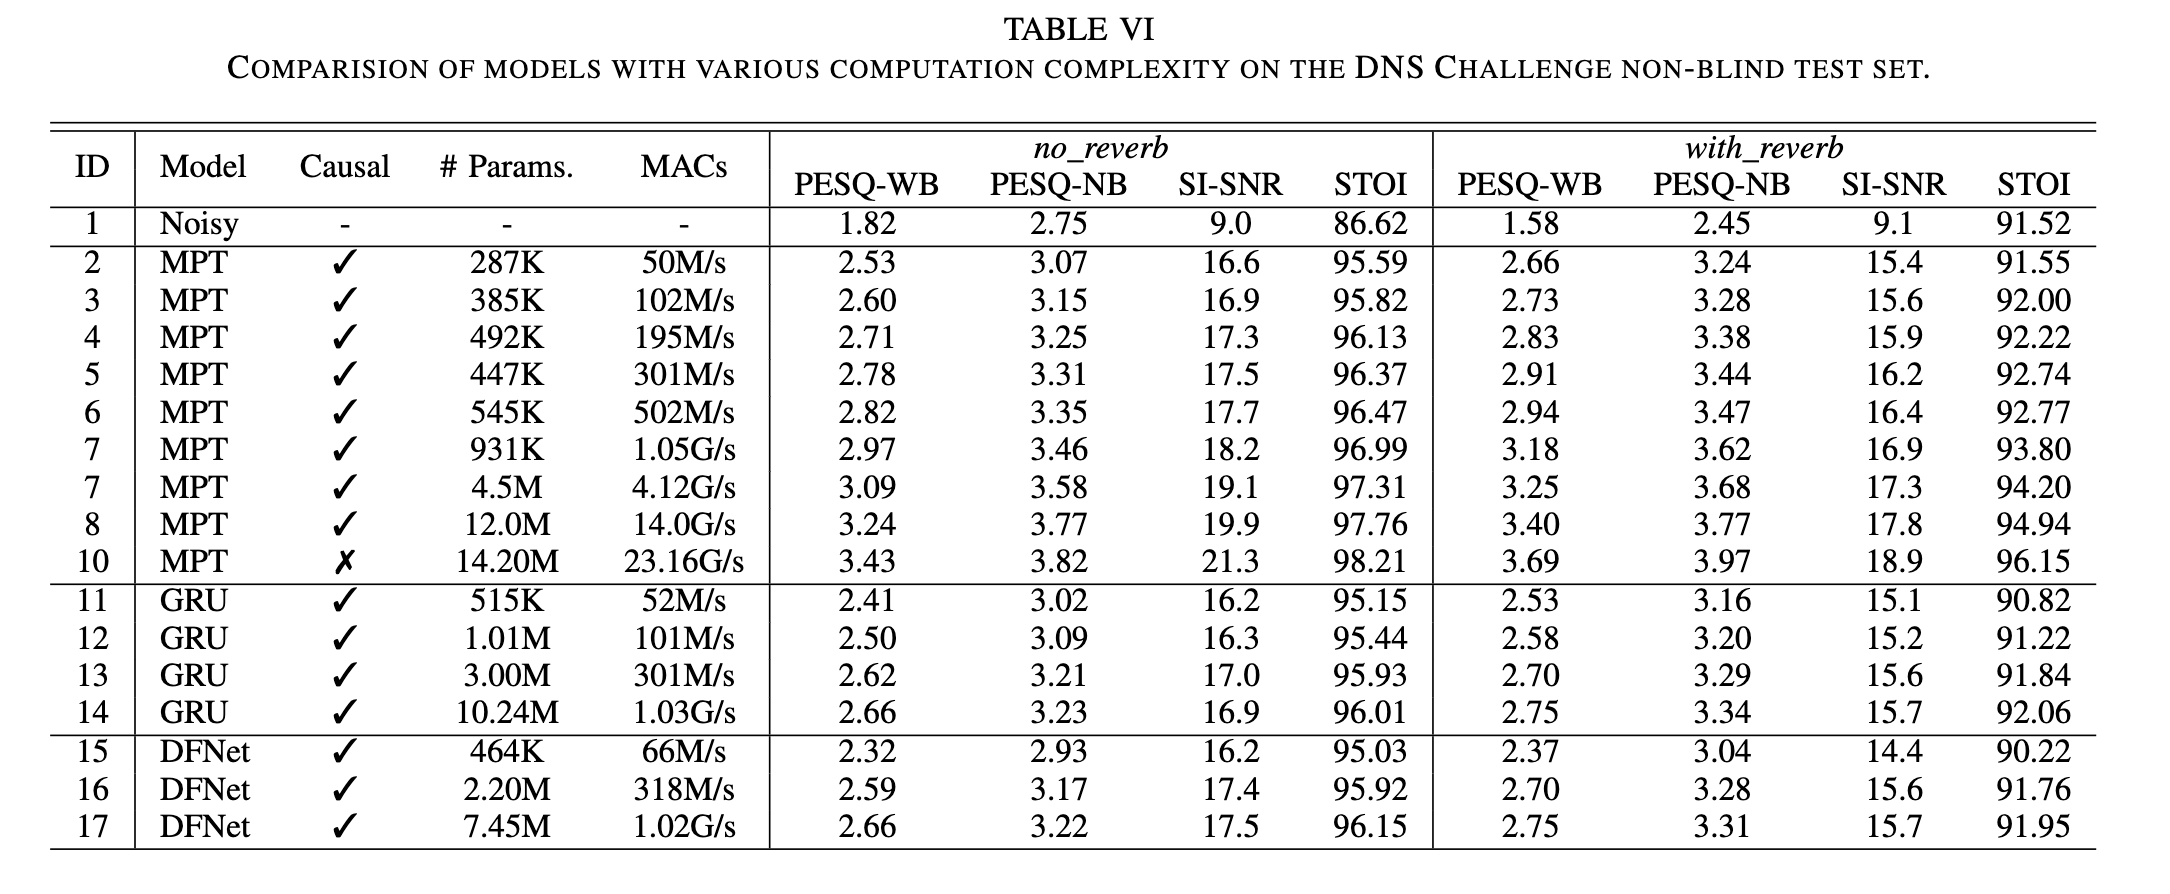 TABLE VI
COMPARISION OF MODELS WITH VARIOUS COMPUTATION COMPLEXITY ON THE DNS CHALLENGE NON-BLIND TEST SET.
ID Model Causal # Params. MACs no_reverb with_reverb
PESQ-WB PESQ-NB SI-SNR STOI PESQ-WB PESQ-NB SI-SNR STOI
1 Noisy - - - 1.82 2.75 9.0 86.62 1.58 2.45 9.1 91.52
2 MPT ✓ 287K 50M/s 2.53 3.07 16.6 95.59 2.66 3.24 15.4 91.55
3 MPT ✓ 385K 102M/s 2.60 3.15 16.9 95.82 2.73 3.28 15.6 92.00
4 MPT ✓ 492K 195M/s 2.71 3.25 17.3 96.13 2.83 3.38 15.9 92.22
5 MPT ✓ 447K 301M/s 2.78 3.31 17.5 96.37 2.91 3.44 16.2 92.74
6 MPT ✓ 545K 502M/s 2.82 3.35 17.7 96.47 2.94 3.47 16.4 92.77
7 MPT ✓ 931K 1.05G/s 2.97 3.46 18.2 96.99 3.18 3.62 16.9 93.80
7 MPT ✓ 4.5M 4.12G/s 3.09 3.58 19.1 97.31 3.25 3.68 17.3 94.20
8 MPT ✓ 12.0M 14.0G/s 3.24 3.77 19.9 97.76 3.40 3.77 17.8 94.94
10 MPT ✗ 14.20M 23.16G/s 3.43 3.82 21.3 98.21 3.69 3.97 18.9 96.15
11 GRU ✓ 515K 52M/s 2.41 3.02 16.2 95.15 2.53 3.16 15.1 90.82
12 GRU ✓ 1.01M 101M/s 2.50 3.09 16.3 95.44 2.58 3.20 15.2 91.22
13 GRU ✓ 3.00M 301M/s 2.62 3.21 17.0 95.93 2.70 3.29 15.6 91.84
14 GRU ✓ 10.24M 1.03G/s 2.66 3.23 16.9 96.01 2.75 3.34 15.7 92.06
15 DFNet ✓ 464K 66M/s 2.32 2.93 16.2 95.03 2.37 3.04 14.4 90.22
16 DFNet ✓ 2.20M 318M/s 2.59 3.17 17.4 95.92 2.70 3.28 15.6 91.76
17 DFNet ✓ 7.45M 1.02G/s 2.66 3.22 17.5 96.15 2.75 3.31 15.7 91.95